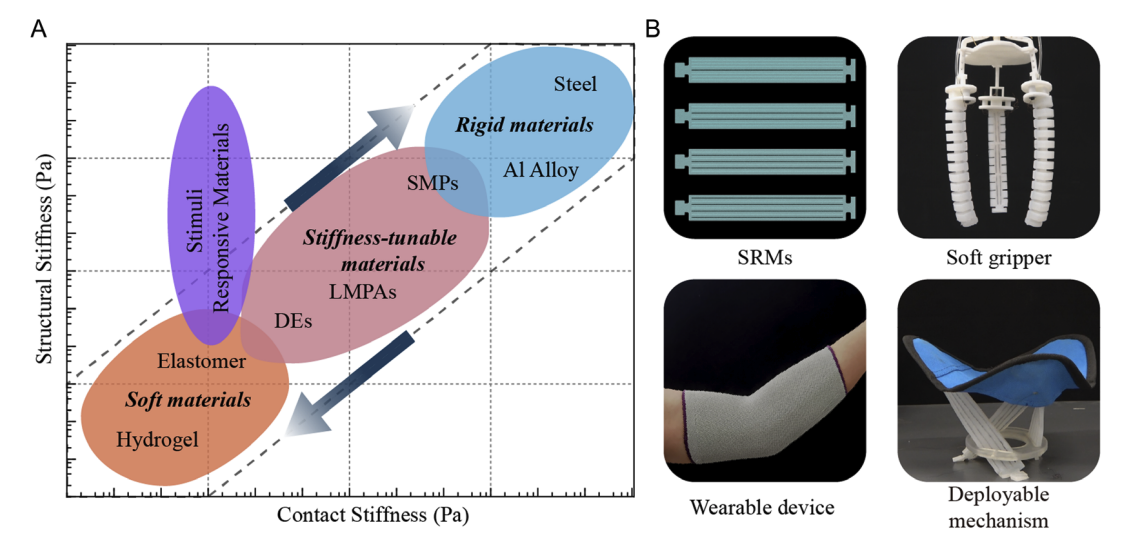 A
Structural Stiffness (Pa)
Contact Stiffness (Pa)
Stimuli
Responsive Materials
Steel
Rigid materials
Al Alloy
SMPs
Stiffness-tunable
materials
LMPAs
DEs
Elastomer
Soft materials
Hydrogel
B
SRMs
Soft gripper
Wearable device
Deployable
mechanism